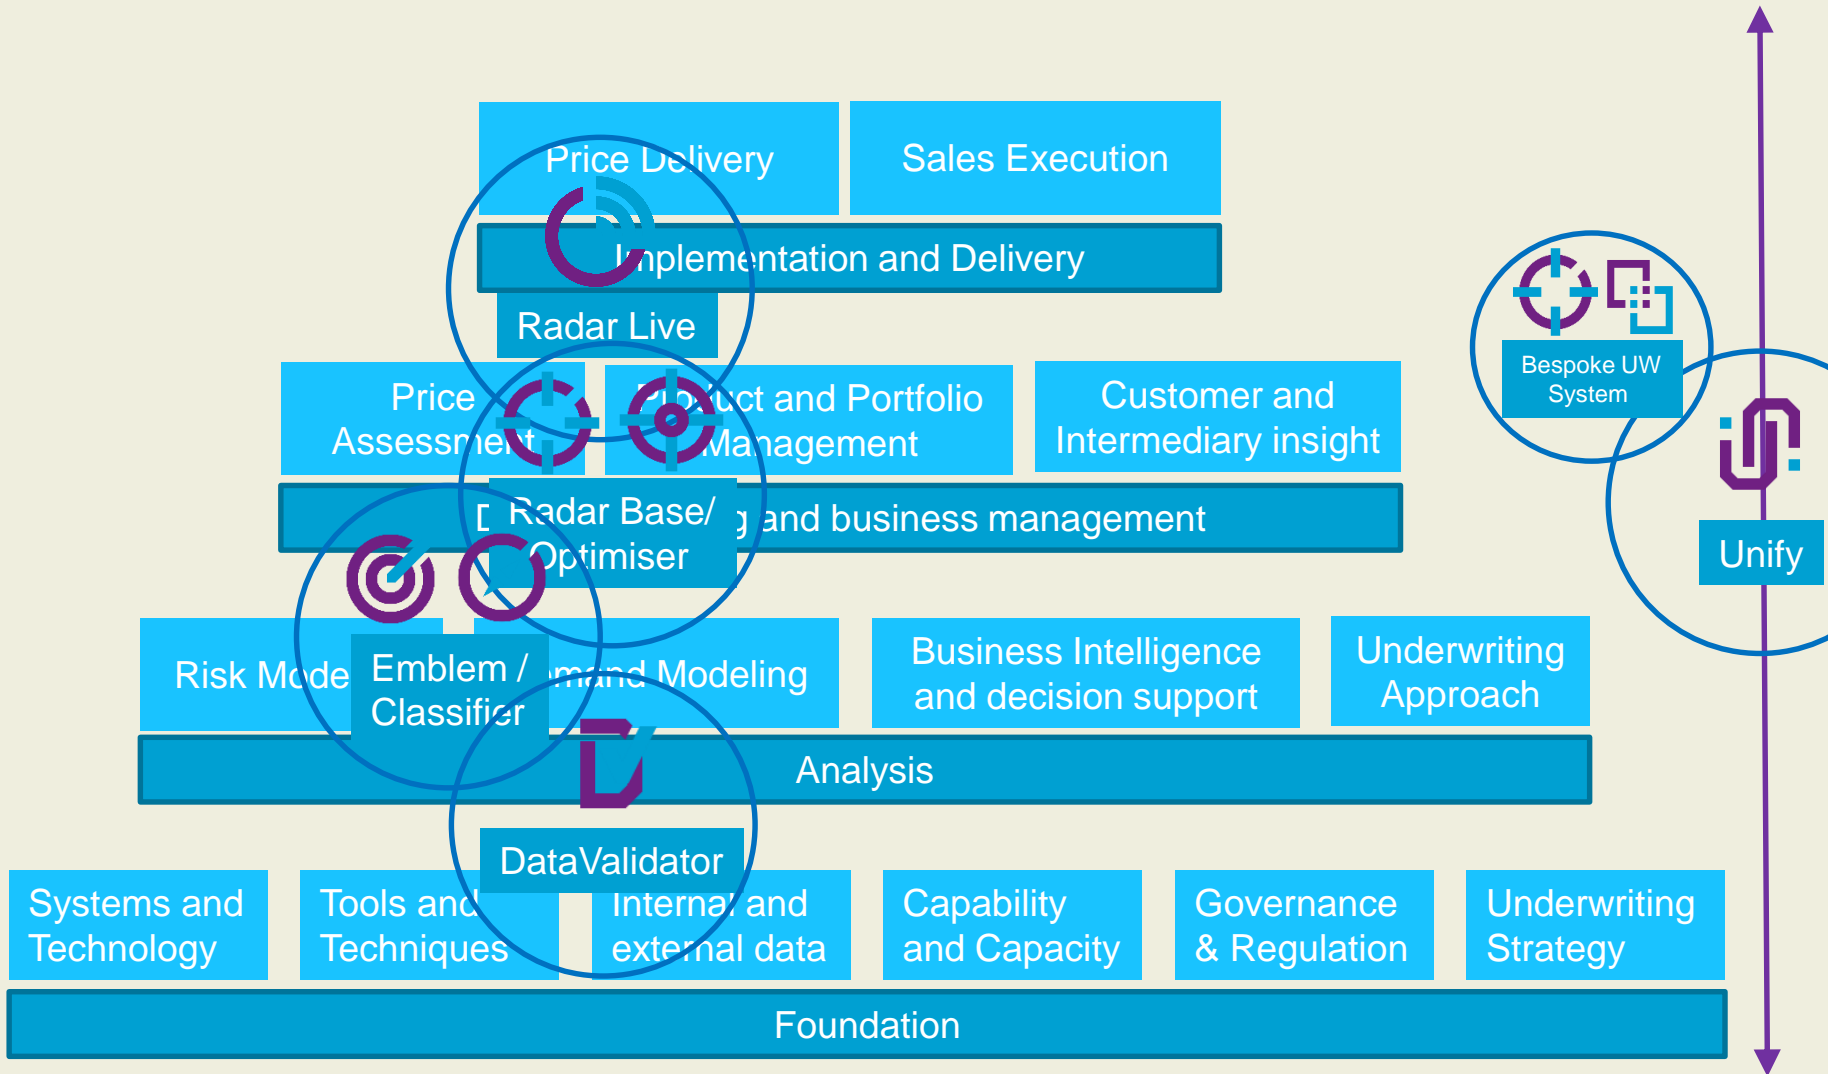 Price Delivery
Sales Execution
Implementation and Delivery
Radar Live
Price
Assessment
Product and Portfolio
Management
Customer and
Intermediary insight
Bespoke UW
System
Radar Base/
Optimiser
and business management
Unify
Risk
Emblem /
Classifier
Modeling
Business Intelligence
and decision support
Underwriting
Approach
Analysis
DataValidator
Systems and
Technology
Tools and
Techniques
Internal and
external data
Capability
and Capacity
Governance
& Regulation
Underwriting
Strategy
Foundation